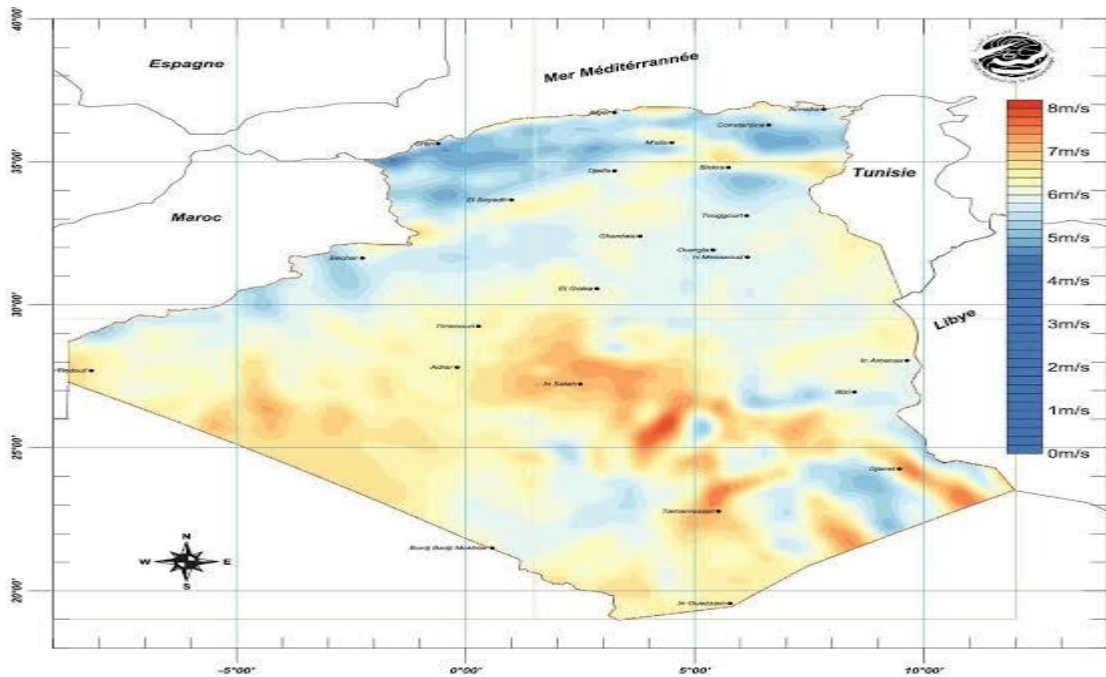 40°00'
Espagne
Mer Méditérrannée
8m/s
Alger
Annaba
Constantine
Oran
M'sila
7m/s
35°00'
Biskra
Djelfa
Tunisie
El Bayadh
6m/s
Maroc
Touggourt
Ghardaia
5m/s
Ouargla
H.Messaoud
Bechar
4m/s
El Golea
30°00'
Libye
3m/s
Timimoun
In Amenas
Tindouf
Adrar
2m/s
In Salah
Illizi
1m/s
25°00'
0m/s
Djanet
Tamanrasset
N
Bordj Badj Mokhtar
W
E
S
20°00'
In Guezzam
-5°00'
0°00'
5°00'
10°00'